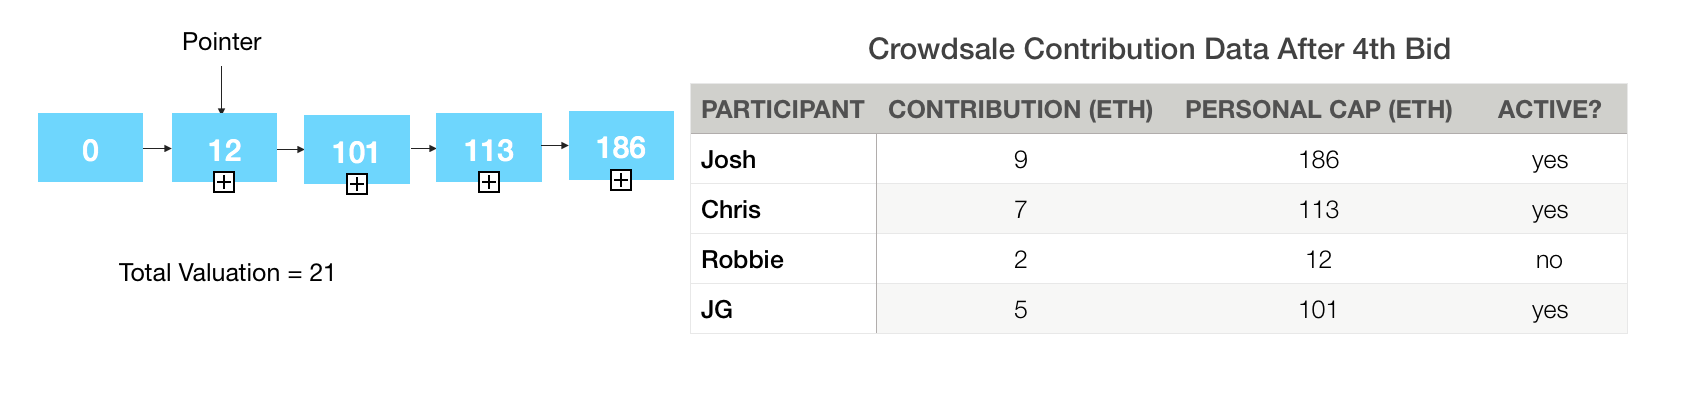 Pointer
0 12 101 113 186
Total Valuation = 21
Crowdsale Contribution Data After 4th Bid
PARTICIPANT CONTRIBUTION (ETH) PERSONAL CAP (ETH) ACTIVE?
Josh 9 186 yes
Chris 7 113 yes
Robbie 2 12 no
JG 5 101 yes